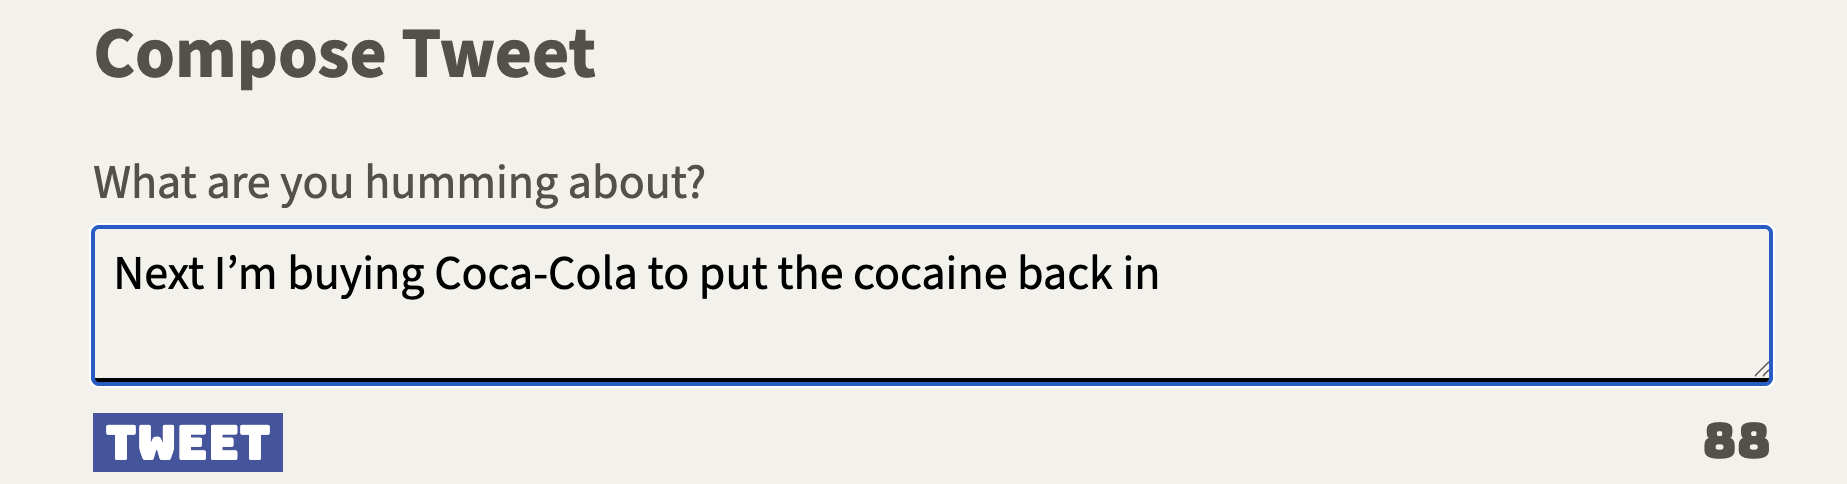 Compose Tweet
What are you humming about?
Next I’m buying Coca-Cola to put the cocaine back in
TWEET
88